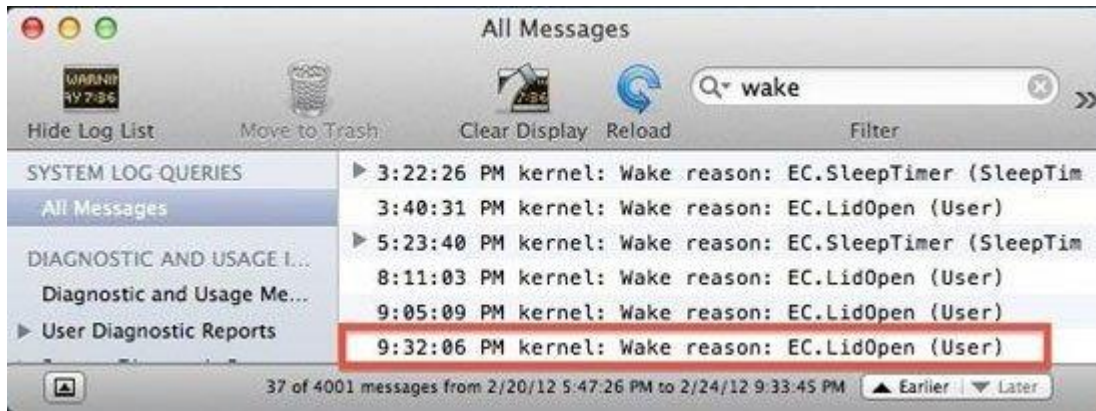 All Messages
WARNIN
AY 7:36
7:36
wake
Hide Log List
Move to Trash
Clear Display
Reload
Filter
SYSTEM LOG QUERIES
All Messages
DIAGNOSTIC AND USAGE I...
Diagnostic and Usage Me...
User Diagnostic Reports
3:22:26 PM kernel: Wake reason: EC.SleepTimer (SleepTim
3:40:31 PM kernel: Wake reason: EC.LidOpen (User)
5:23:40 PM kernel: Wake reason: EC.SleepTimer (SleepTim
8:11:03 PM kernel: Wake reason: EC.LidOpen (User)
9:05:09 PM kernel: Wake reason: EC.LidOpen (User)
9:32:06 PM kernel: Wake reason: EC.LidOpen (User)
37 of 4001 messages from 2/20/12 5:47:26 PM to 2/24/12 9:33:45 PM
Earlier
Later